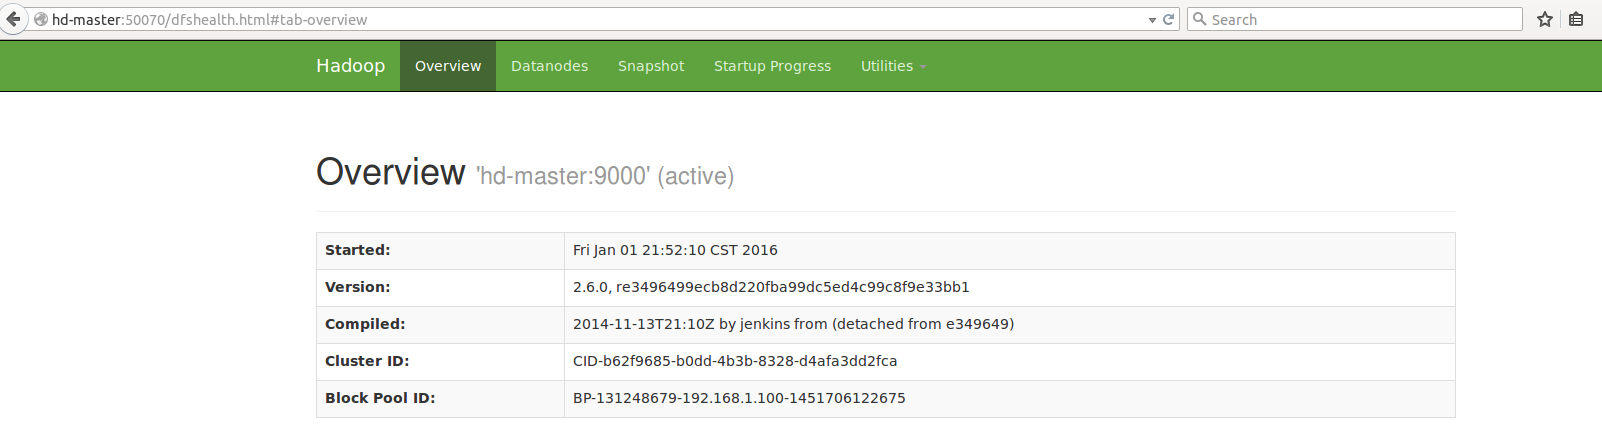 hd-master:50070/dfshealth.html#tab-overview Search
Hadoop Overview Datanodes Snapshot Startup Progress Utilities
Overview 'hd-master:9000' (active)
Started: Fri Jan 01 21:52:10 CST 2016
Version: 2.6.0, re3496499ecb8d220fba99dc5ed4c99c8f9e33bb1
Compiled: 2014-11-13T21:10Z by jenkins from (detached from e349649)
Cluster ID: CID-b62f9685-b0dd-4b3b-8328-d4afa3dd2fca
Block Pool ID: BP-131248679-192.168.1.100-1451706122675